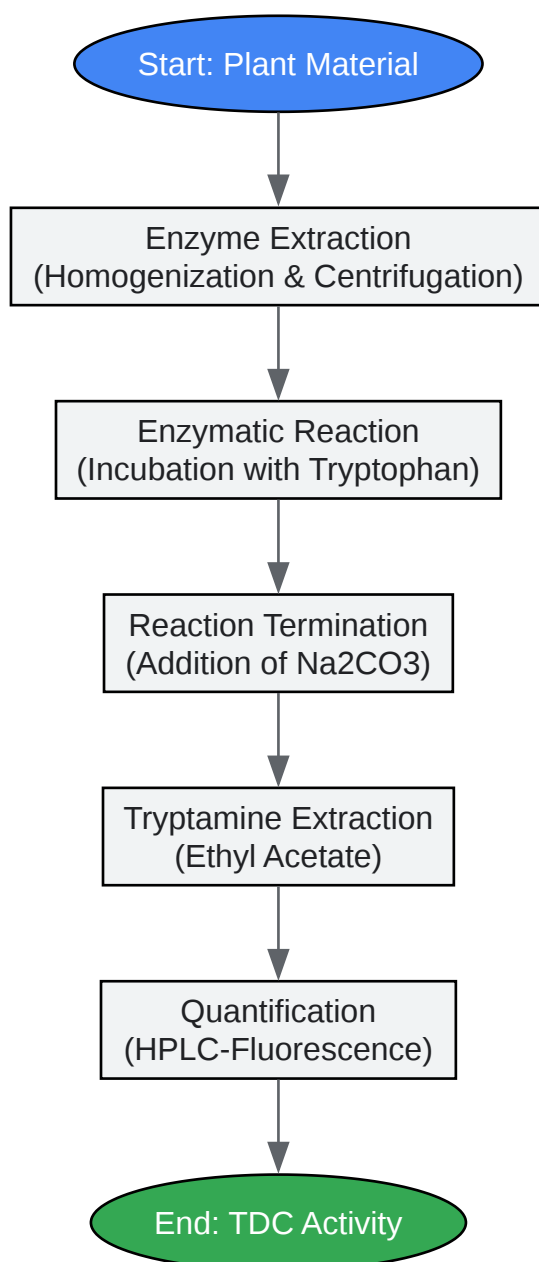 Start: Plant Material
Enzyme Extraction
(Homogenization & Centrifugation)
Enzymatic Reaction
(Incubation with Tryptophan)
Reaction Termination
(Addition of Na2CO3)
Tryptamine Extraction
(Ethyl Acetate)
Quantification
(HPLC-Fluorescence)
End: TDC Activity